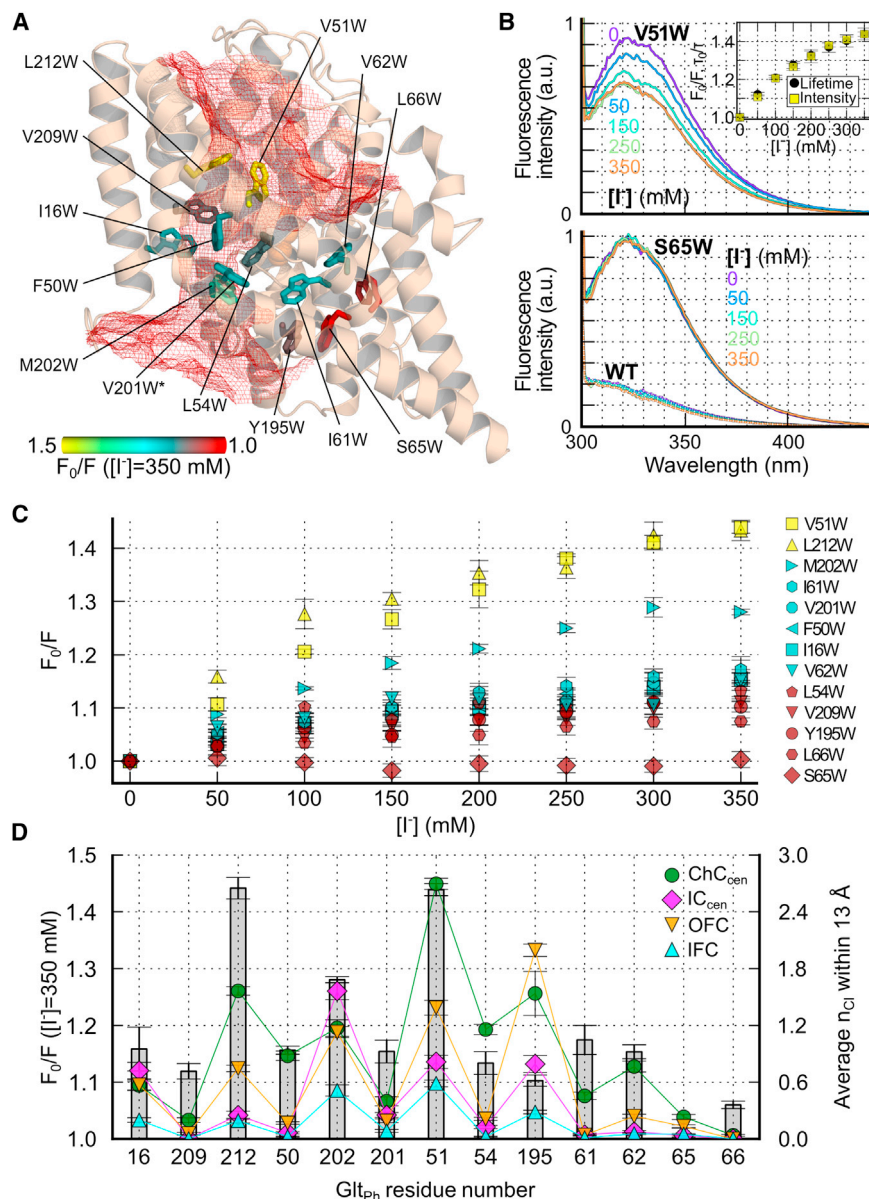 A
V51W
L212W
V62W
V209W
L66W
I16W
F50W
M202W
V201W*
L54W
Y195W
I61W
S65W
1.5
1.0
F₀/F ([I⁻]=350 mM)
B
1
V51W
0
50
150
250
350
[I⁻] (mM)
Fluorescence
intensity (a.u.)
0
F₀/F, τ₀/τ
1.4
1.2
1.0
Lifetime
Intensity
0
100
200
300
[I⁻] (mM)
1
S65W
[I⁻] (mM)
0
50
150
250
350
WT
Fluorescence
intensity (a.u.)
0
300
350
400
Wavelength (nm)
C
F₀/F
1.4
1.3
1.2
1.1
1.0
0
50
100
150
200
250
300
350
[I⁻] (mM)
V51W
L212W
M202W
I61W
V201W
F50W
I16W
V62W
L54W
V209W
Y195W
L66W
S65W
D
F₀/F ([I⁻]=350 mM)
1.5
1.4
1.3
1.2
1.1
1.0
ChC_cen
IC_cen
OFC
IFC
3.0
2.4
1.8
1.2
0.6
0.0
Average n_Cl within 13 Å
16
209
212
50
202
201
51
54
195
61
62
65
66
Glt_Ph residue number